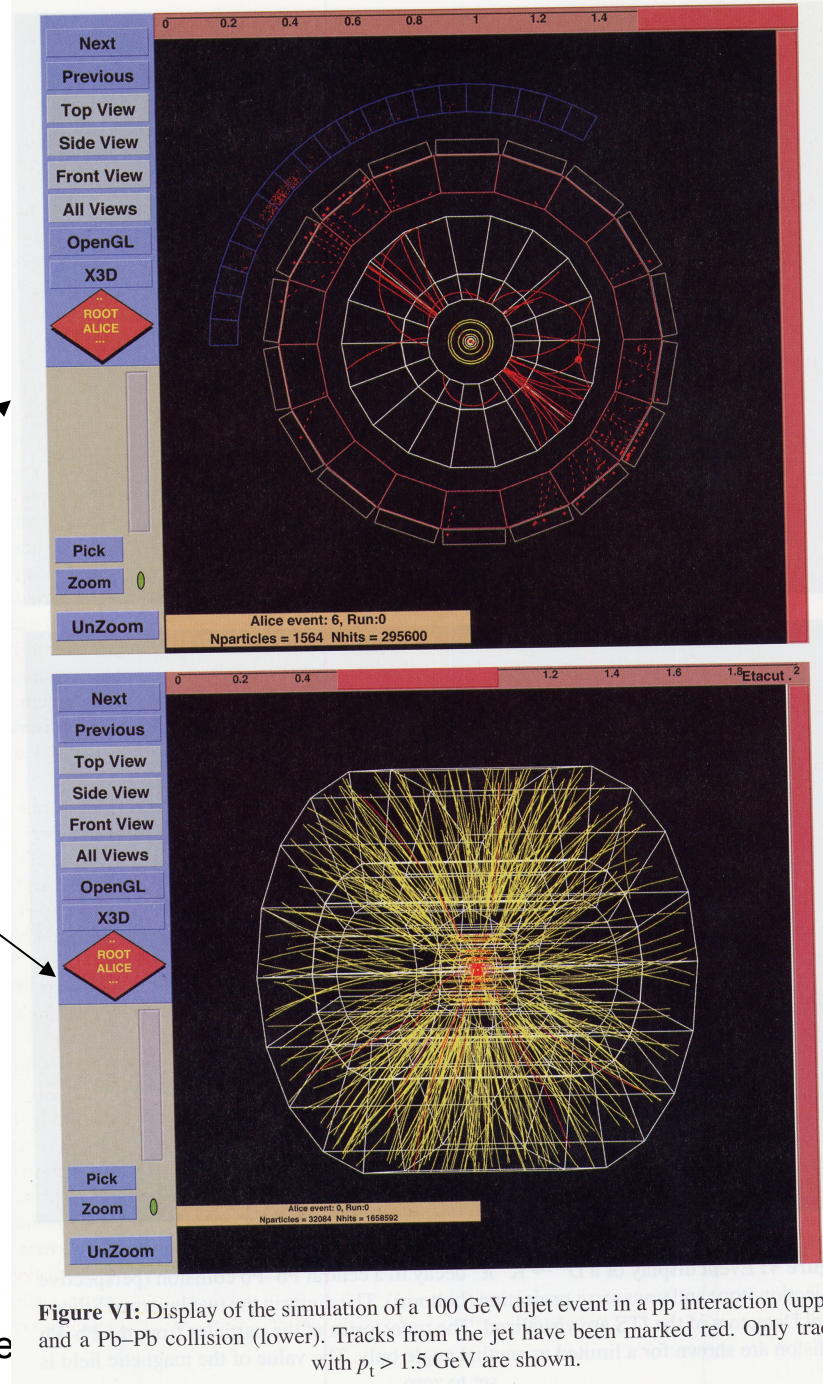 0 0.2 0.4 0.6 0.8 1 1.2 1.4
Next
Previous
Top View
Side View
Front View
All Views
OpenGL
X3D
..
ROOT
ALICE
...
Pick
Zoom
UnZoom
Alice event: 6, Run:0
Nparticles = 1564 Nhits = 295600
0 0.2 0.4 1.2 1.4 1.6 1.8 Etacut . 2
Next
Previous
Top View
Side View
Front View
All Views
OpenGL
X3D
..
ROOT
ALICE
...
Pick
Zoom
UnZoom
Alice event: 0, Run:0
Nparticles = 32084 Nhits = 1658592
Figure VI: Display of the simulation of a 100 GeV dijet event in a pp interaction (upp
and a Pb–Pb collision (lower). Tracks from the jet have been marked red. Only trac
with pt > 1.5 GeV are shown.
e